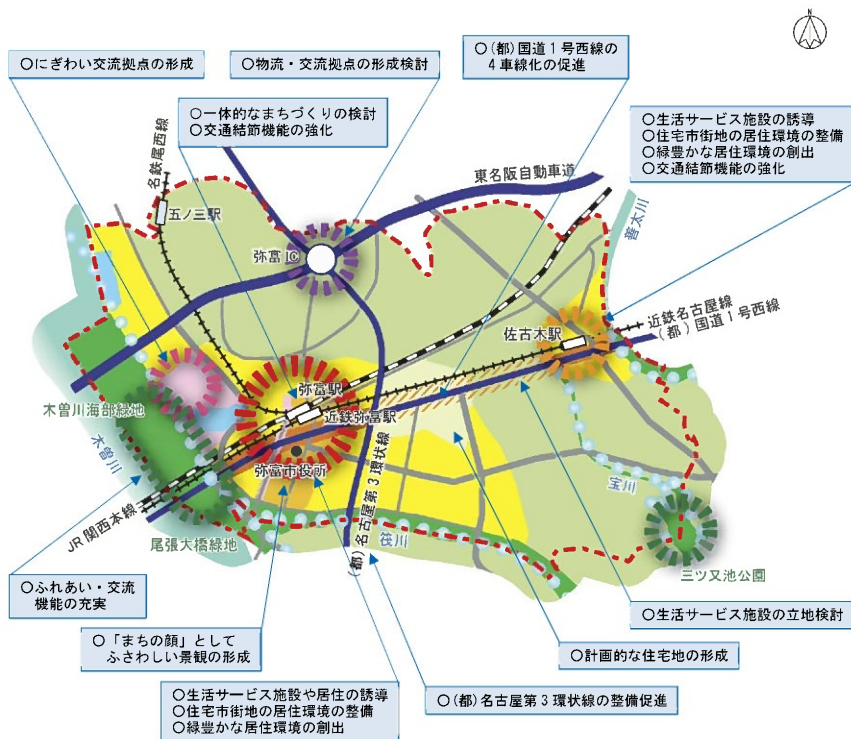 N
○にぎわい交流拠点の形成
○物流・交流拠点の形成検討
○(都)国道1号西線の
4車線化の促進
○一体的なまちづくりの検討
○交通結節機能の強化
○生活サービス施設の誘導
○住宅市街地の居住環境の整備
○緑豊かな居住環境の創出
○交通結節機能の強化
名鉄尾西線
東名阪自動車道
五ノ三駅
善太川
弥富IC
近鉄名古屋線
(都)国道1号西線
佐古木駅
弥富駅
近鉄弥富駅
木曽川海部緑地
木曽川
弥富市役所
(都)名古屋第3環状線
宝川
JR関西本線
筏川
尾張大橋緑地
三ツ又池公園
○ふれあい・交流
機能の充実
○生活サービス施設の立地検討
○「まちの顔」として
ふさわしい景観の形成
○計画的な住宅地の形成
○生活サービス施設や居住の誘導
○住宅市街地の居住環境の整備
○緑豊かな居住環境の創出
○(都)名古屋第3環状線の整備促進